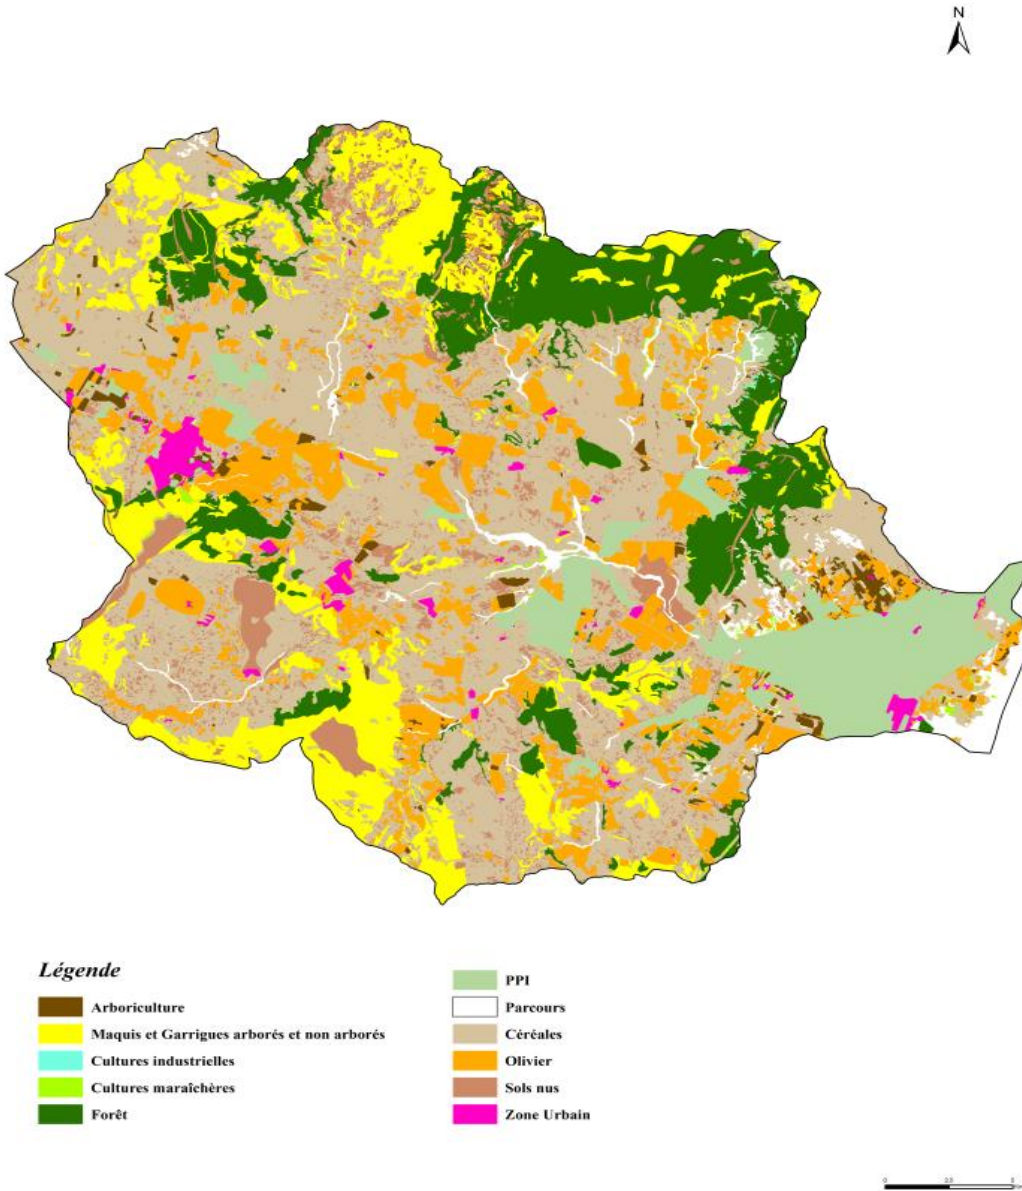 N
Légende
Arboriculture
Maquis et Garrigues arborés et non arborés
Cultures industrielles
Cultures maraîchères
Forêt
PPI
Parcours
Céréales
Olivier
Sols nus
Zone Urbain
0